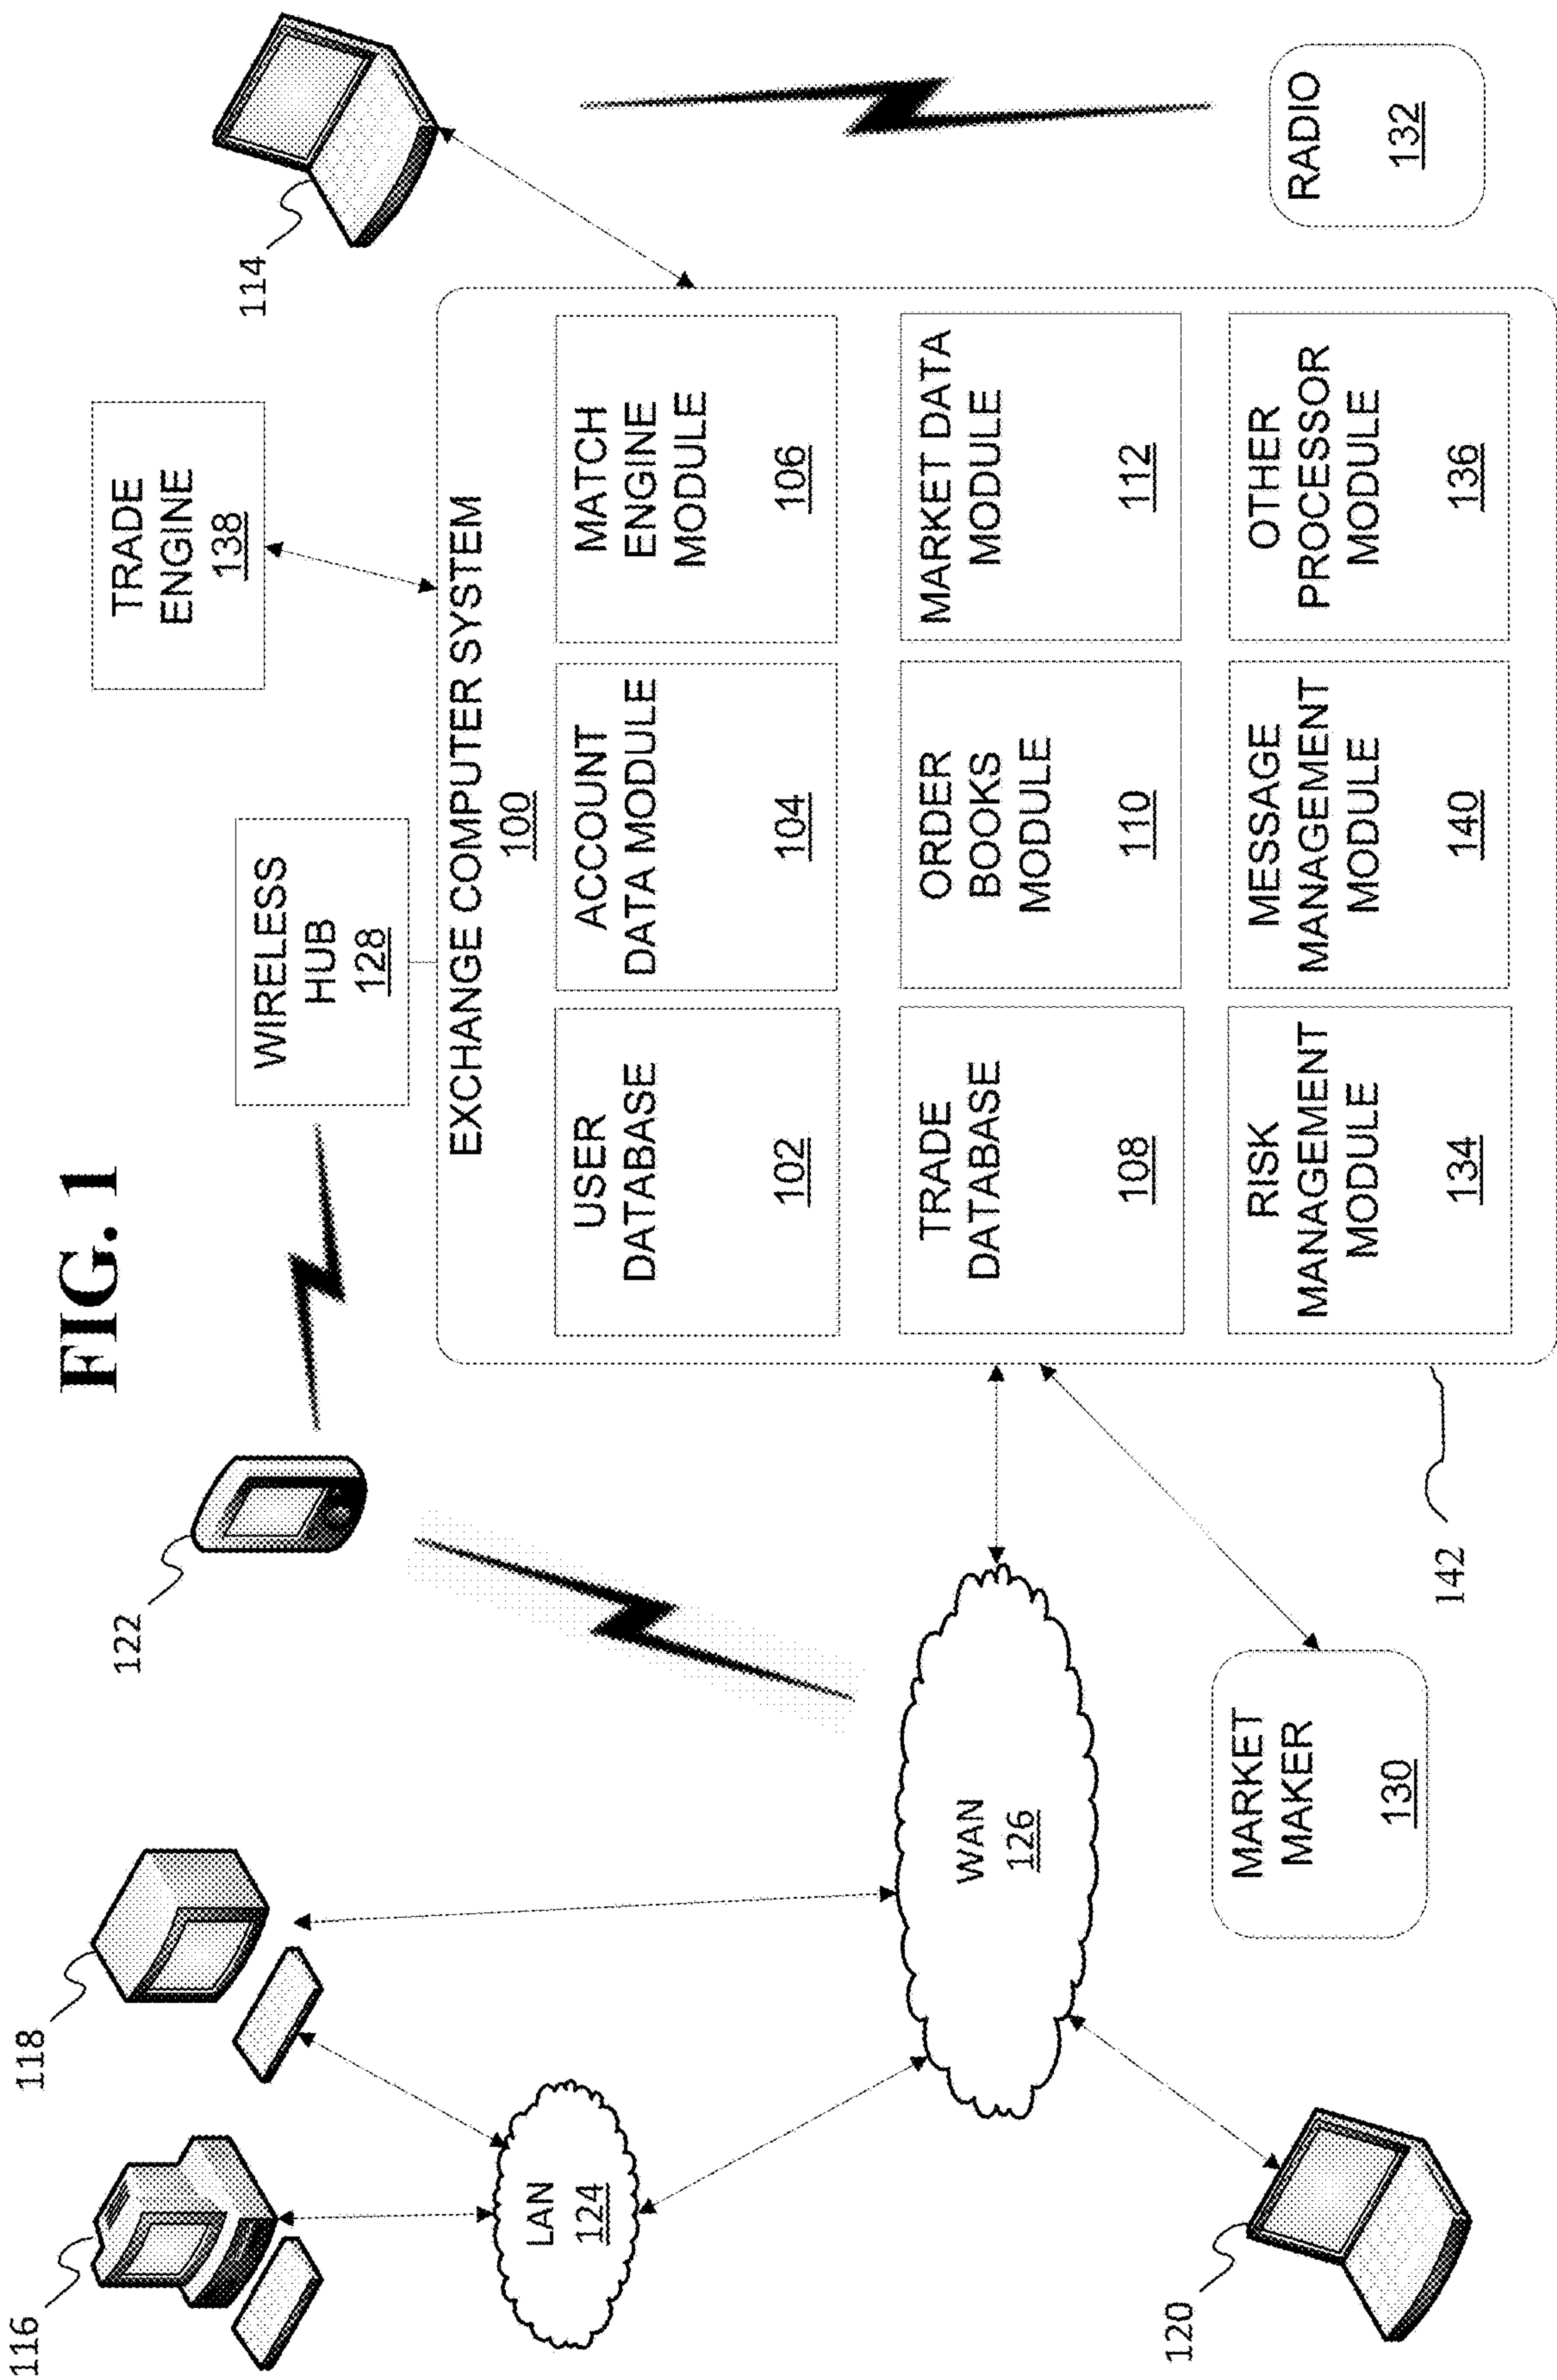 FIG. 1
116
118
122
114
TRADE
ENGINE
138
WIRELESS
HUB
128
EXCHANGE COMPUTER SYSTEM
100
USER
DATABASE
102
ACCOUNT
DATA MODULE
104
MATCH
ENGINE
MODULE
106
TRADE
DATABASE
108
ORDER
BOOKS
MODULE
110
MARKET DATA
MODULE
112
RISK
MANAGEMENT
MODULE
134
MESSAGE
MANAGEMENT
MODULE
140
OTHER
PROCESSOR
MODULE
136
LAN
124
WAN
126
MARKET
MAKER
130
142
120
RADIO
132